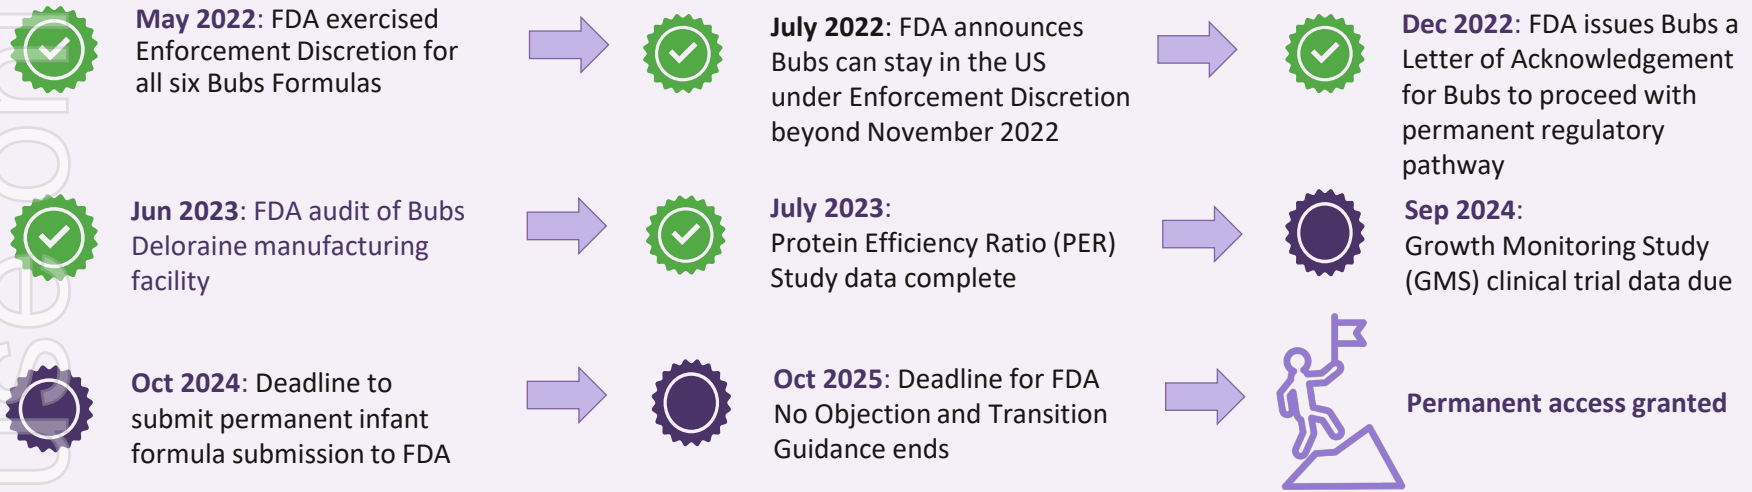 May 2022: FDA exercised
Enforcement Discretion for
all six Bubs Formulas
July 2022: FDA announces
Bubs can stay in the US
under Enforcement Discretion
beyond November 2022
Dec 2022: FDA issues Bubs a
Letter of Acknowledgement
for Bubs to proceed with
permanent regulatory
pathway
Jun 2023: FDA audit of Bubs
Deloraine manufacturing
facility
July 2023:
Protein Efficiency Ratio (PER)
Study data complete
Sep 2024:
Growth Monitoring Study
(GMS) clinical trial data due
Oct 2024: Deadline to
submit permanent infant
formula submission to FDA
Oct 2025: Deadline for FDA
No Objection and Transition
Guidance ends
Permanent access granted